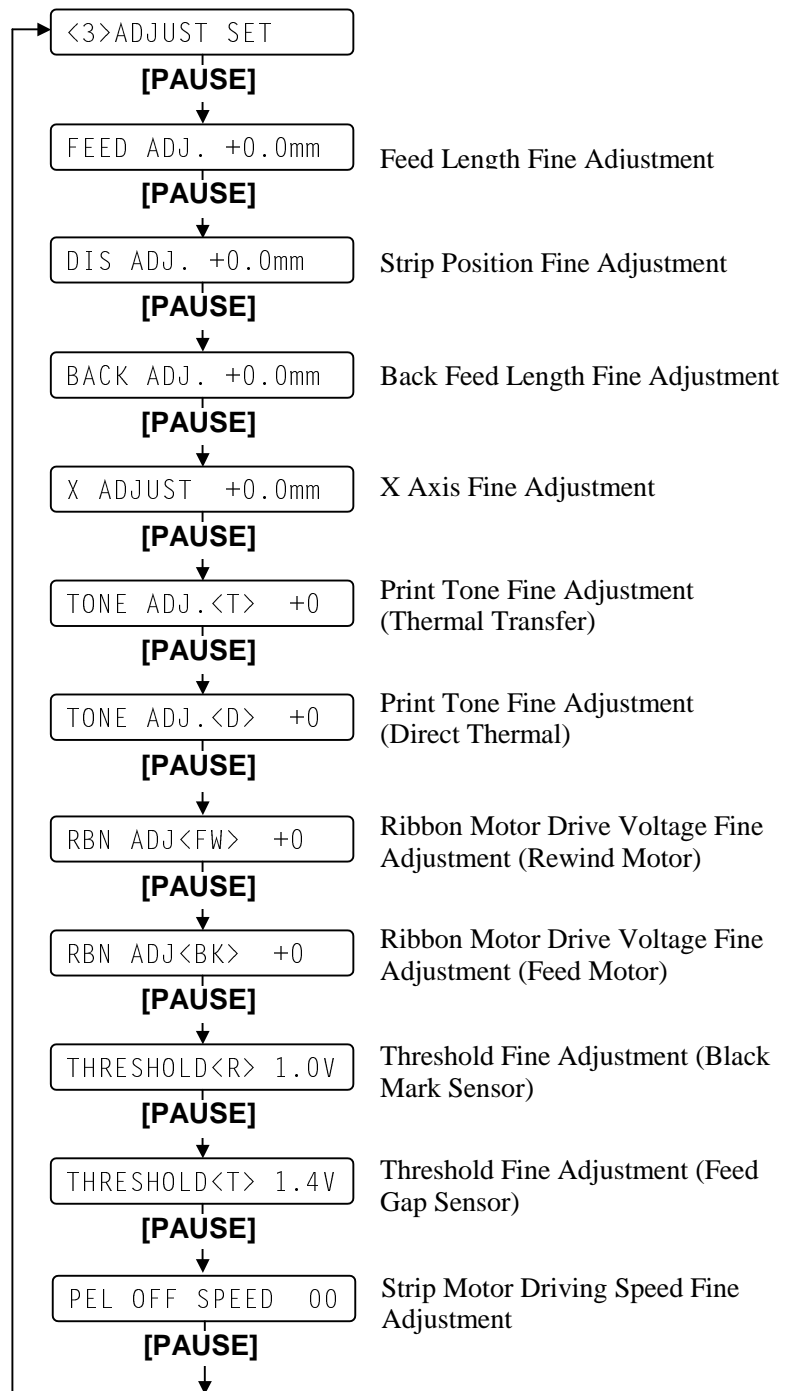 <3>ADJUST SET
[PAUSE]
FEED ADJ. +0.0mm
Feed Length Fine Adjustment
[PAUSE]
DIS ADJ. +0.0mm
Strip Position Fine Adjustment
[PAUSE]
BACK ADJ. +0.0mm
Back Feed Length Fine Adjustment
[PAUSE]
X ADJUST +0.0mm
X Axis Fine Adjustment
[PAUSE]
TONE ADJ.<T> +0
Print Tone Fine Adjustment
(Thermal Transfer)
[PAUSE]
TONE ADJ.<D> +0
Print Tone Fine Adjustment
(Direct Thermal)
[PAUSE]
RBN ADJ<FW> +0
Ribbon Motor Drive Voltage Fine
Adjustment (Rewind Motor)
[PAUSE]
RBN ADJ<BK> +0
Ribbon Motor Drive Voltage Fine
Adjustment (Feed Motor)
[PAUSE]
THRESHOLD<R> 1.0V
Threshold Fine Adjustment (Black
Mark Sensor)
[PAUSE]
THRESHOLD<T> 1.4V
Threshold Fine Adjustment (Feed
Gap Sensor)
[PAUSE]
PEL OFF SPEED 00
Strip Motor Driving Speed Fine
Adjustment
[PAUSE]